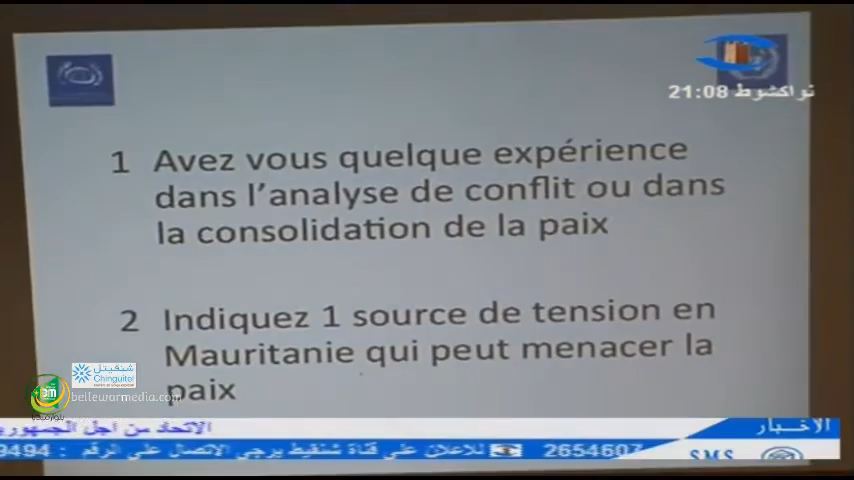 21:08 نواكشوط
1 Avez vous quelque expérience
dans l'analyse de conflit ou dans
la consolidation de la paix
2 Indiquez 1 source de tension en
Mauritanie qui peut menacer la
paix
شنقيتل
Chinguitel
bellewarmedia.com
الأخبار
الاتحاد من اجل الجمهوري
9494 : للاعلان على قناة شنقيط يرجى الاتصال على الرقم
2654607
SMS